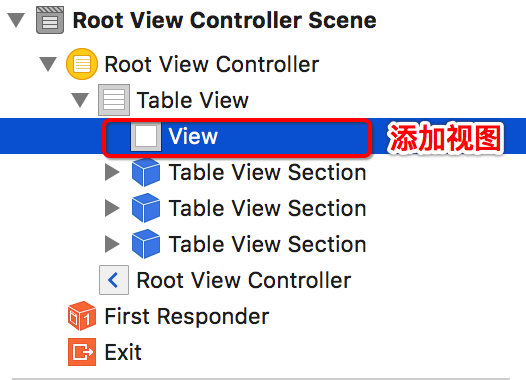 Root View Controller Scene
Root View Controller
Table View
View
添加视图
Table View Section
Table View Section
Table View Section
Root View Controller
First Responder
Exit